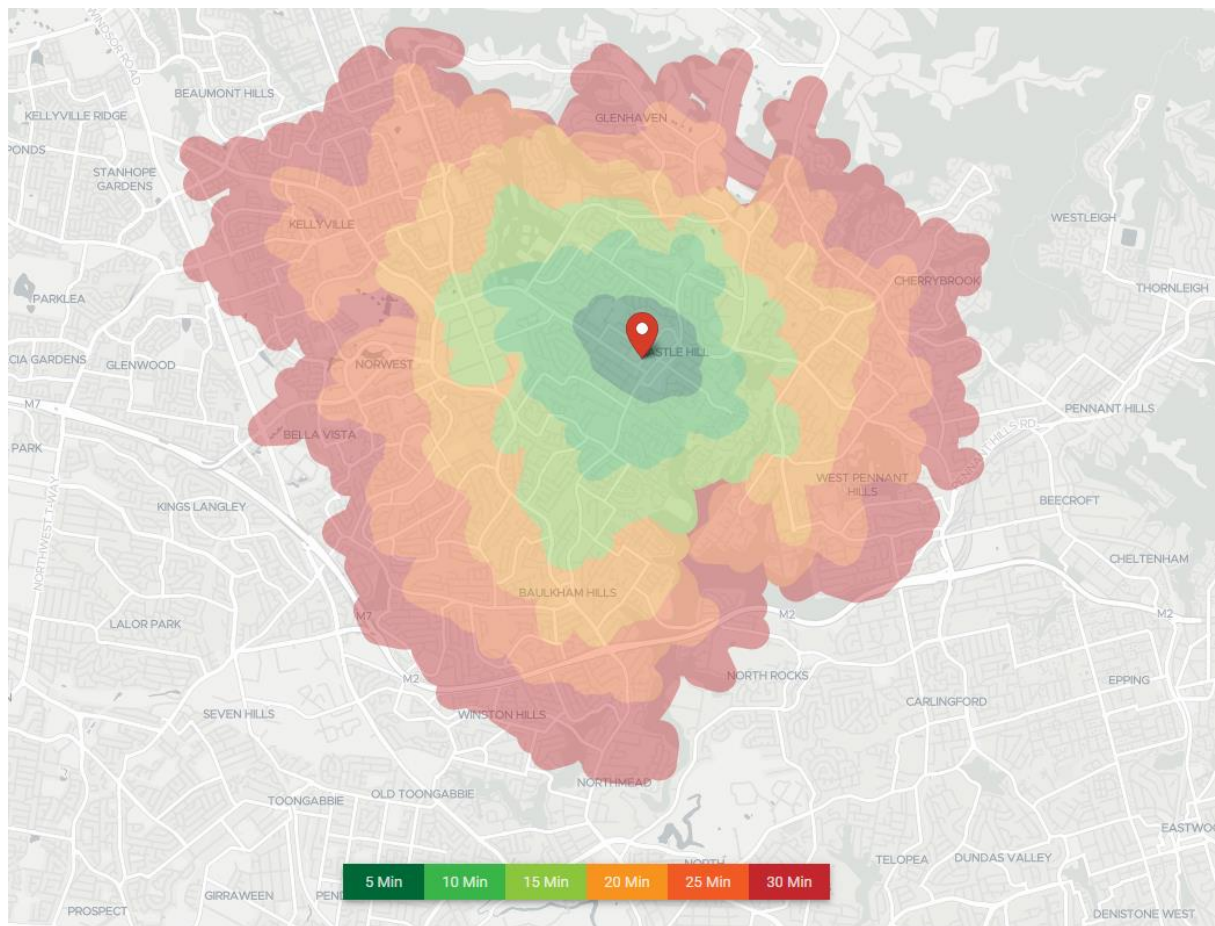 WINDSOR ROAD
BEAUMONT HILLS
KELLYVILLE RIDGE
GLENHAVEN
PONDS
STANHOPE
GARDENS
KELLYVILLE
WESTLEIGH
CHERRYBROOK
THORNLEIGH
PARKLEA
CIA GARDENS
GLENWOOD
NORWEST
ASTLE HILL
M7
PENNANT HILLS
BELLA VISTA
PARK
WEST PENNANT
HILLS
BEECROFT
KINGS LANGLEY
NORTHWEST T-WAY
CHELTENHAM
BAULKHAM HILLS
M7
M2
M2
LALOR PARK
M2
NORTH ROCKS
EPPING
CARLINGFORD
SEVEN HILLS
WINSTON HILLS
NORTHMEAD
OLD TOONGABBIE
TOONGABBIE
EASTWO
NORTH
TELOPEA
DUNDAS VALLEY
5 Min
10 Min
15 Min
20 Min
25 Min
30 Min
GIRRAWEEN
PEN
PROSPECT
DENISTONE WEST